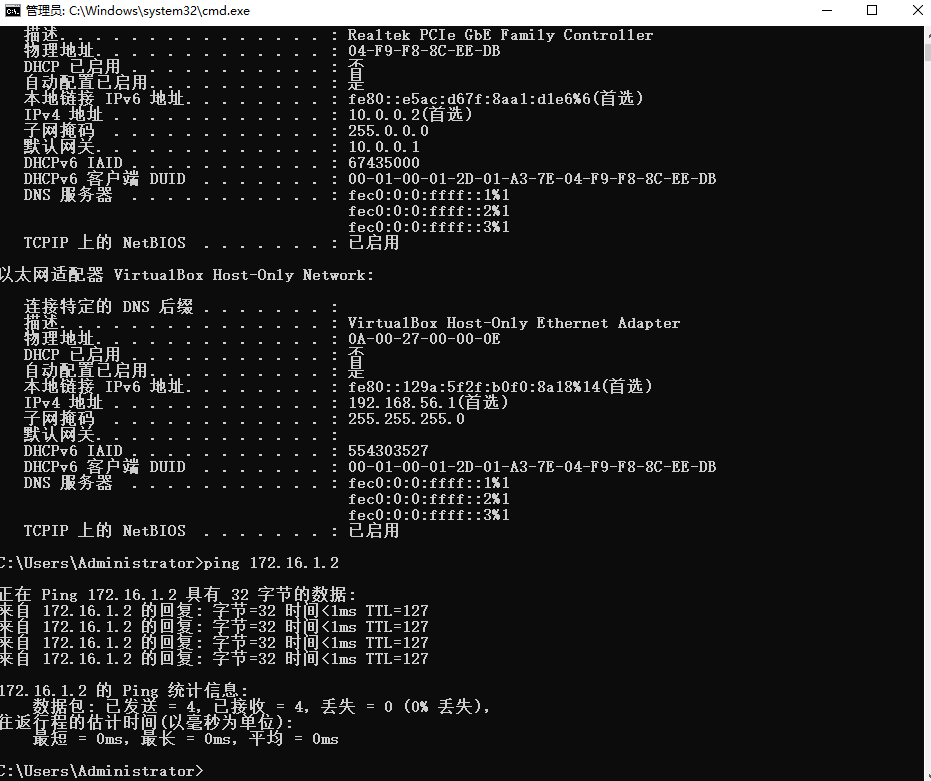 管理员: C:\Windows\system32\cmd.exe
描述. . . . . . . . . . . . . . . : Realtek PCIe GbE Family Controller
物理地址. . . . . . . . . . . . . : 04-F9-F8-8C-EE-DB
DHCP 已启用 . . . . . . . . . . . : 否
自动配置已启用. . . . . . . . . . : 是
本地链接 IPv6 地址. . . . . . . . : fe80::e5ac:d67f:8aa1:d1e6%6(首选)
IPv4 地址 . . . . . . . . . . . . : 10.0.0.2(首选)
子网掩码  . . . . . . . . . . . . : 255.0.0.0
默认网关. . . . . . . . . . . . . : 10.0.0.1
DHCPv6 IAID . . . . . . . . . . . : 67435000
DHCPv6 客户端 DUID  . . . . . . . : 00-01-00-01-2D-01-A3-7E-04-F9-F8-8C-EE-DB
DNS 服务器  . . . . . . . . . . . : fec0:0:0:ffff::1%1
fec0:0:0:ffff::2%1
fec0:0:0:ffff::3%1
TCPIP 上的 NetBIOS  . . . . . . . : 已启用
以太网适配器 VirtualBox Host-Only Network:
连接特定的 DNS 后缀 . . . . . . . :
描述. . . . . . . . . . . . . . . : VirtualBox Host-Only Ethernet Adapter
物理地址. . . . . . . . . . . . . : 0A-00-27-00-00-0E
DHCP 已启用 . . . . . . . . . . . : 否
自动配置已启用. . . . . . . . . . : 是
本地链接 IPv6 地址. . . . . . . . : fe80::129a:5f2f:b0f0:8a18%14(首选)
IPv4 地址 . . . . . . . . . . . . : 192.168.56.1(首选)
子网掩码  . . . . . . . . . . . . : 255.255.255.0
默认网关. . . . . . . . . . . . . :
DHCPv6 IAID . . . . . . . . . . . : 554303527
DHCPv6 客户端 DUID  . . . . . . . : 00-01-00-01-2D-01-A3-7E-04-F9-F8-8C-EE-DB
DNS 服务器  . . . . . . . . . . . : fec0:0:0:ffff::1%1
fec0:0:0:ffff::2%1
fec0:0:0:ffff::3%1
TCPIP 上的 NetBIOS  . . . . . . . : 已启用
C:\Users\Administrator>ping 172.16.1.2
正在 Ping 172.16.1.2 具有 32 字节的数据:
来自 172.16.1.2 的回复: 字节=32 时间<1ms TTL=127
来自 172.16.1.2 的回复: 字节=32 时间<1ms TTL=127
来自 172.16.1.2 的回复: 字节=32 时间<1ms TTL=127
来自 172.16.1.2 的回复: 字节=32 时间<1ms TTL=127
172.16.1.2 的 Ping 统计信息:
数据包: 已发送 = 4, 已接收 = 4, 丢失 = 0 (0% 丢失),
往返行程的估计时间(以毫秒为单位):
最短 = 0ms, 最长 = 0ms, 平均 = 0ms
C:\Users\Administrator>